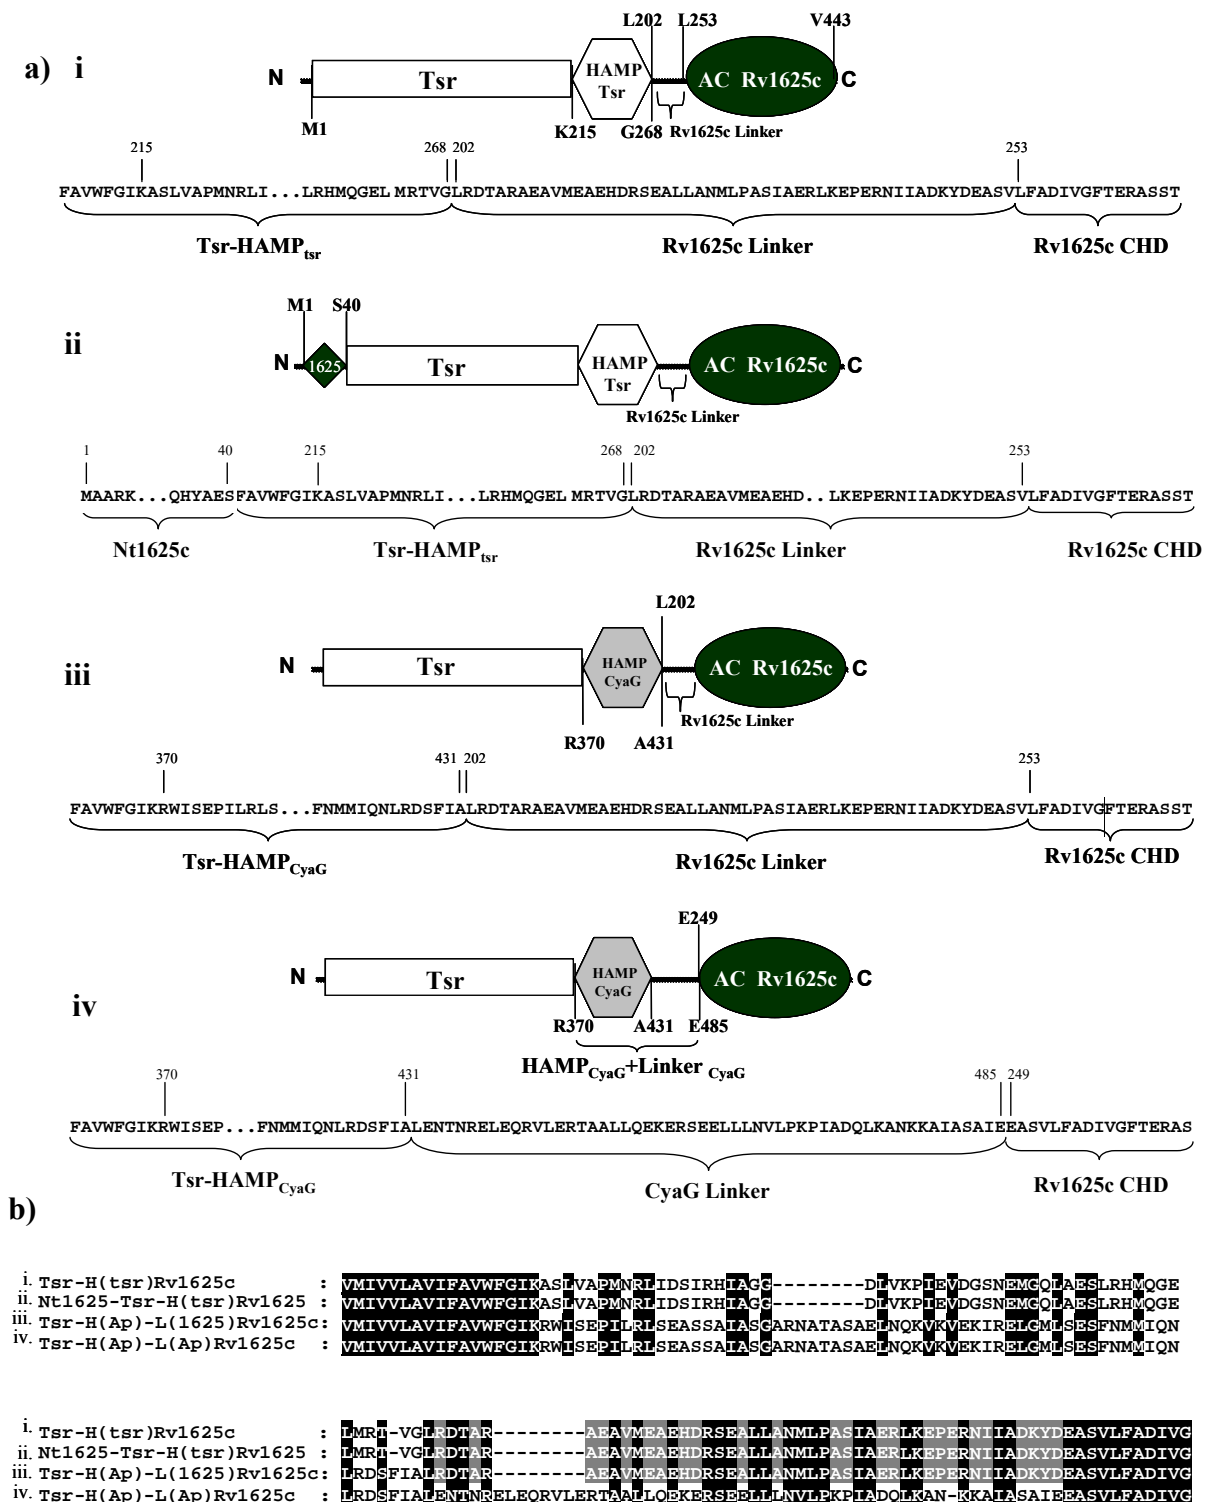 a) i
L202 L253 V443
N Tsr HAMP Tsr AC Rv1625c C
M1 K215 G268 Rv1625c Linker
215 268 202 253
FAVWFGIKASLVAPMNRLI...LRHMQGELMRTVGLRDTARAEAVMEAEHDRSEALLANMLPASIAERLKEPERNIIADKYDEASVLFADIVGFTERASST
Tsr-HAMPtsr Rv1625c Linker Rv1625c CHD
M1 S40
ii
N 1625 Tsr HAMP Tsr AC Rv1625c C
Rv1625c Linker
1 40 215 268 202 253
MAARK...QHYAESFAVWFGIKASLVAPMNRLI...LRHMQGELMRTVGLRDTARAEAVMEAEHD..LKEPERNIIADKYDEASVLFADIVGFTERASST
Nt1625c Tsr-HAMPtsr Rv1625c Linker Rv1625c CHD
L202
iii
N Tsr HAMP CyaG AC Rv1625c C
Rv1625c Linker
R370 A431
370 431 202 253
FAVWFGIKRWISEPILRLS...FNMMIQNLRDSFIALRDTARAEAVMEAEHDRSEALLANMLPASIAERLKEPERNIIADKYDEASVLFADIVGFTERASST
Tsr-HAMPCyaG Rv1625c Linker Rv1625c CHD
E249
iv
N Tsr HAMP CyaG AC Rv1625c C
R370 A431 E485
HAMPCyaG+Linker CyaG
370 431 485 249
FAVWFGIKRWISEP...FNMMIQNLRDSFIALENTNRELEQRVLERTAALLQEKERSEELLLNVLPKPIADQLKANKKAIASAIEEASVLFADIVGFTERAS
Tsr-HAMPCyaG CyaG Linker Rv1625c CHD
b)
i. Tsr-H(tsr)Rv1625c : VMIVVLAVIFAVWFGIKASLVAPMNRLIDSIRHIAGG--------DLVKPIEVDGSNEMGQLAESLRHMQGE
ii. Nt1625-Tsr-H(tsr)Rv1625 : VMIVVLAVIFAVWFGIKASLVAPMNRLIDSIRHIAGG--------DLVKPIEVDGSNEMGQLAESLRHMQGE
iii. Tsr-H(Ap)-L(1625)Rv1625c: VMIVVLAVIFAVWFGIKRWISEPILRLSEASSAIASGARNATASAELNQKVKVEKIRELGMLSESFNMMIQN
iv. Tsr-H(Ap)-L(Ap)Rv1625c : VMIVVLAVIFAVWFGIKRWISEPILRLSEASSAIASGARNATASAELNQKVKVEKIRELGMLSESFNMMIQN
i. Tsr-H(tsr)Rv1625c : LMRT-VGLRDTAR--------AEAVMEAEHDRSEALLANMLPASIAERLKEPERNIIADKYDEASVLFADIVG
ii. Nt1625-Tsr-H(tsr)Rv1625 : LMRT-VGLRDTAR--------AEAVMEAEHDRSEALLANMLPASIAERLKEPERNIIADKYDEASVLFADIVG
iii. Tsr-H(Ap)-L(1625)Rv1625c: LRDSFIALRDTAR--------AEAVMEAEHDRSEALLANMLPASIAERLKEPERNIIADKYDEASVLFADIVG
iv. Tsr-H(Ap)-L(Ap)Rv1625c : LRDSFIALENTNRELEQRVLERTAALLQEKERSEELLLNVLPKPIADQLKAN-KKAIASAIEEASVLFADIVG